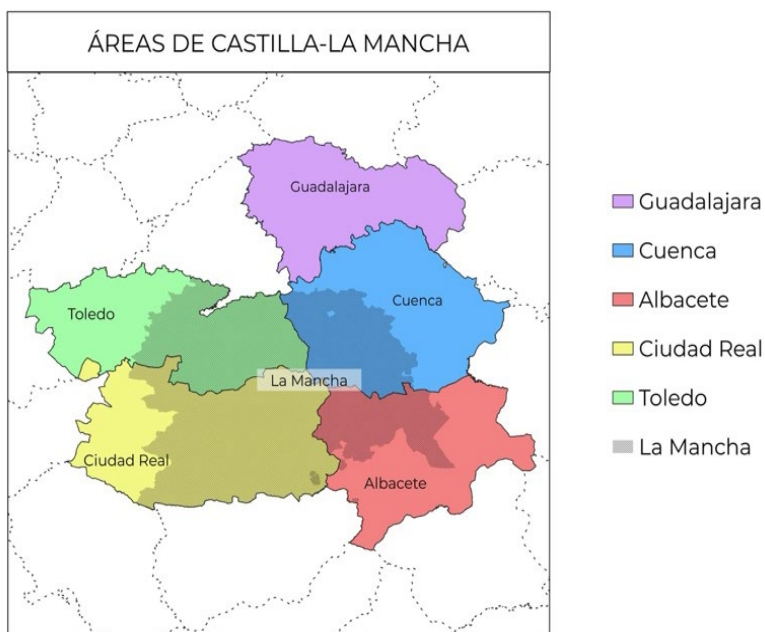 ÁREAS DE CASTILLA-LA MANCHA
Guadalajara
Cuenca
Toledo
La Mancha
Ciudad Real
Albacete
Guadalajara
Cuenca
Albacete
Ciudad Real
Toledo
La Mancha